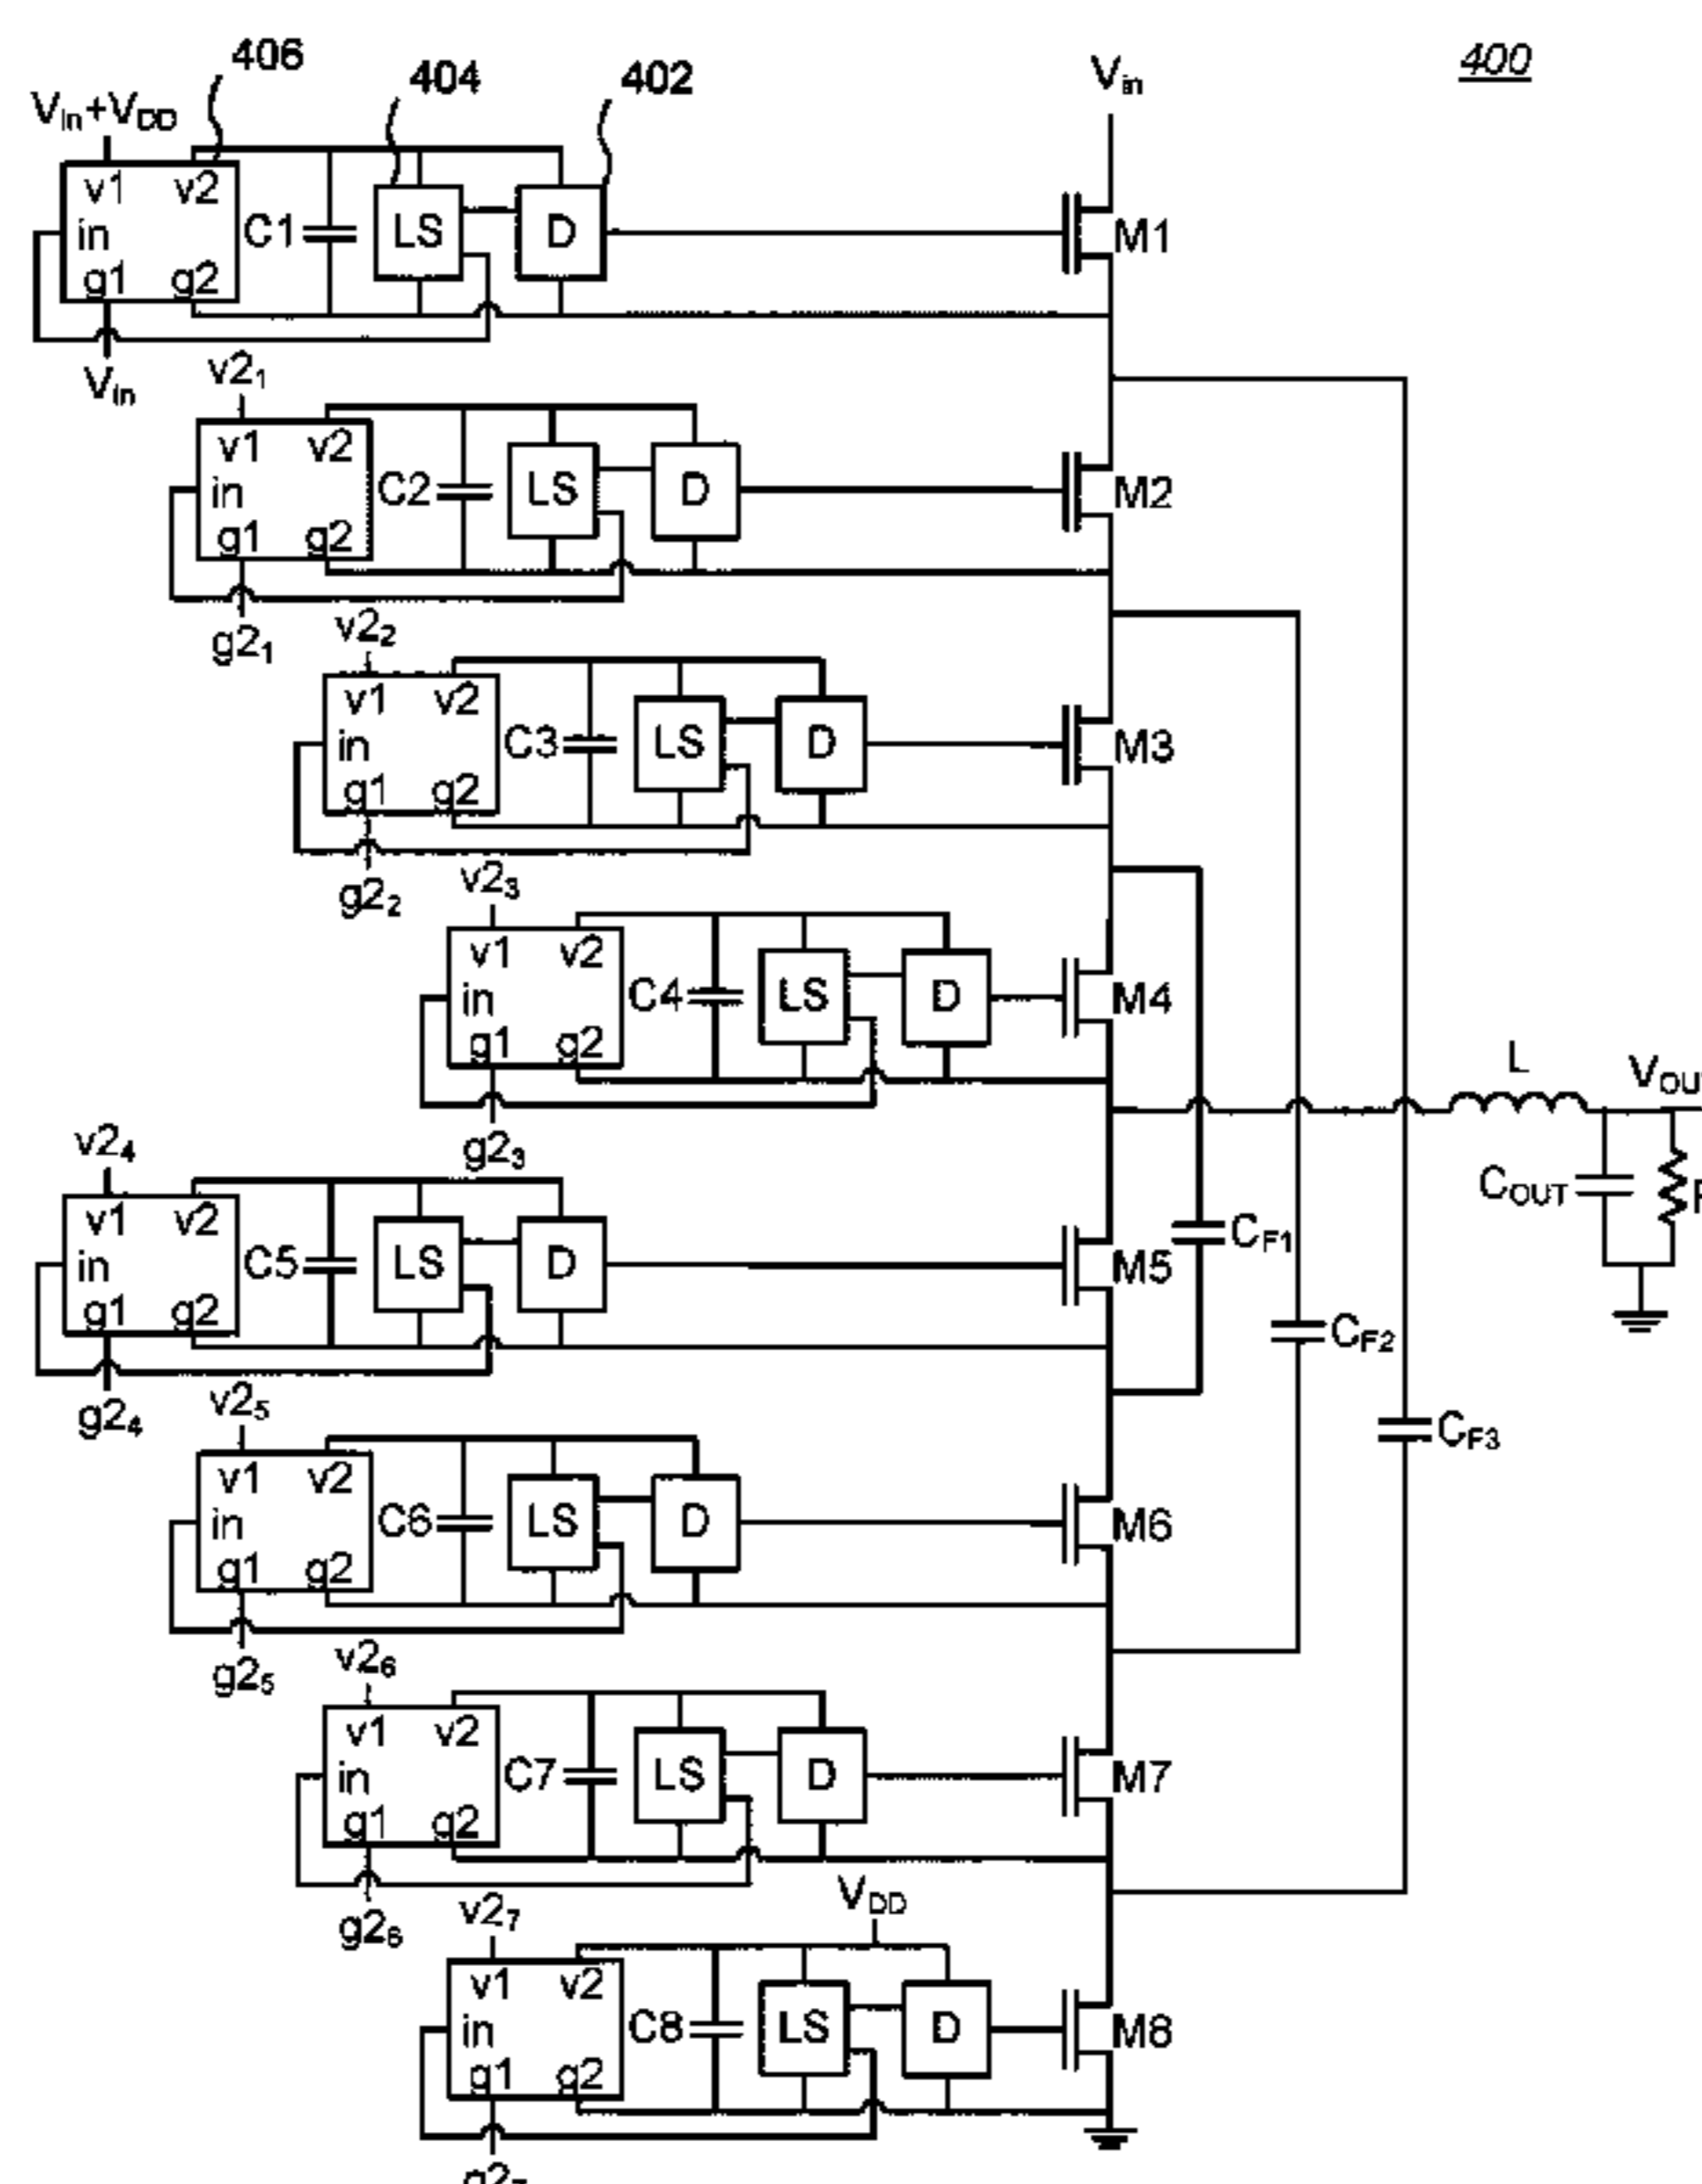 406
404
402
400
Vin
VIn+VDD
v1 v2
in
g1 g2
C1
LS
D
M1
VIn
v2₁
v1 v2
in
g1 g2
C2
LS
D
M2
g2₁
v2₂
v1 v2
in
g1 g2
C3
LS
D
M3
g2₂
v2₃
v1 v2
in
g1 g2
C4
LS
D
M4
g2₃
L
VOU
COUT
v2₄
v1 v2
in
g1 g2
C5
LS
D
M5
CF1
g2₄
CF2
v2₅
v1 v2
in
g1 g2
C6
LS
D
M6
CF3
g2₅
v2₆
v1 v2
in
g1 g2
C7
LS
D
M7
g2₆
v2₇
VDD
v1 v2
in
g1 g2
C8
LS
D
M8